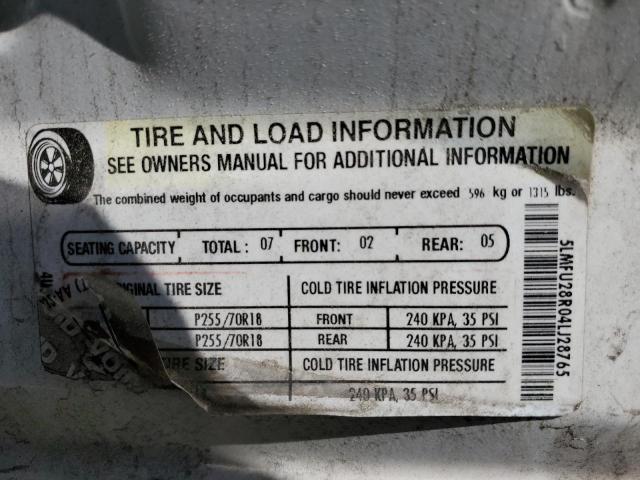 TIRE AND LOAD INFORMATION
SEE OWNERS MANUAL FOR ADDITIONAL INFORMATION
The combined weight of occupants and cargo should never exceed 596 kg or 1315 lbs.
SEATING CAPACITY TOTAL: 07 FRONT: 02 REAR: 05
TIRE SIZE COLD TIRE INFLATION PRESSURE
P255/70R18 FRONT 240 KPA, 35 PSI
P255/70R18 REAR 240 KPA, 35 PSI
SIZE COLD TIRE INFLATION PRESSURE
240 KPA, 35 PSI
5LMFU28R04LJ28765